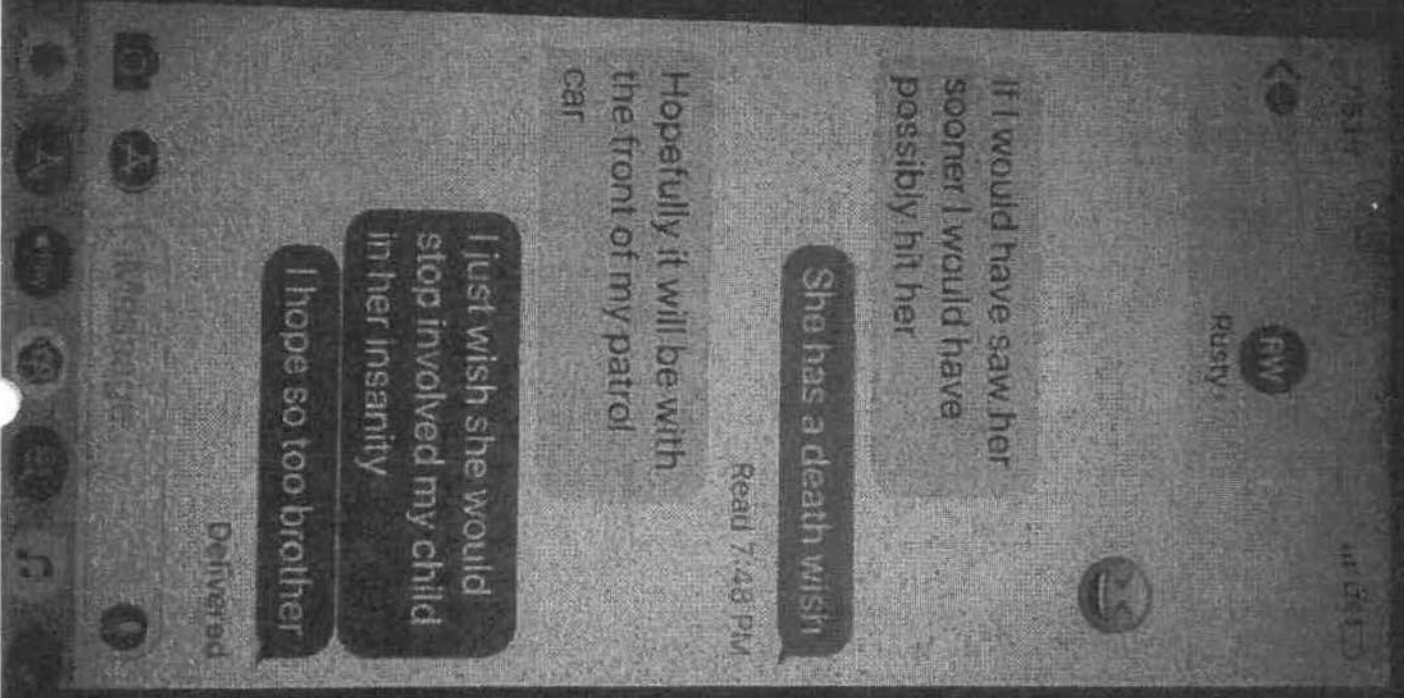 RW
Rusty
If I would have saw her
sooner I would have
possibly hit her
She has a death wish
Read 7:48 PM
Hopefully it will be with
the front of my patrol
car
I just wish she would
stop involved my child
in her insanity
I hope so too brother
Delivered
iMessage